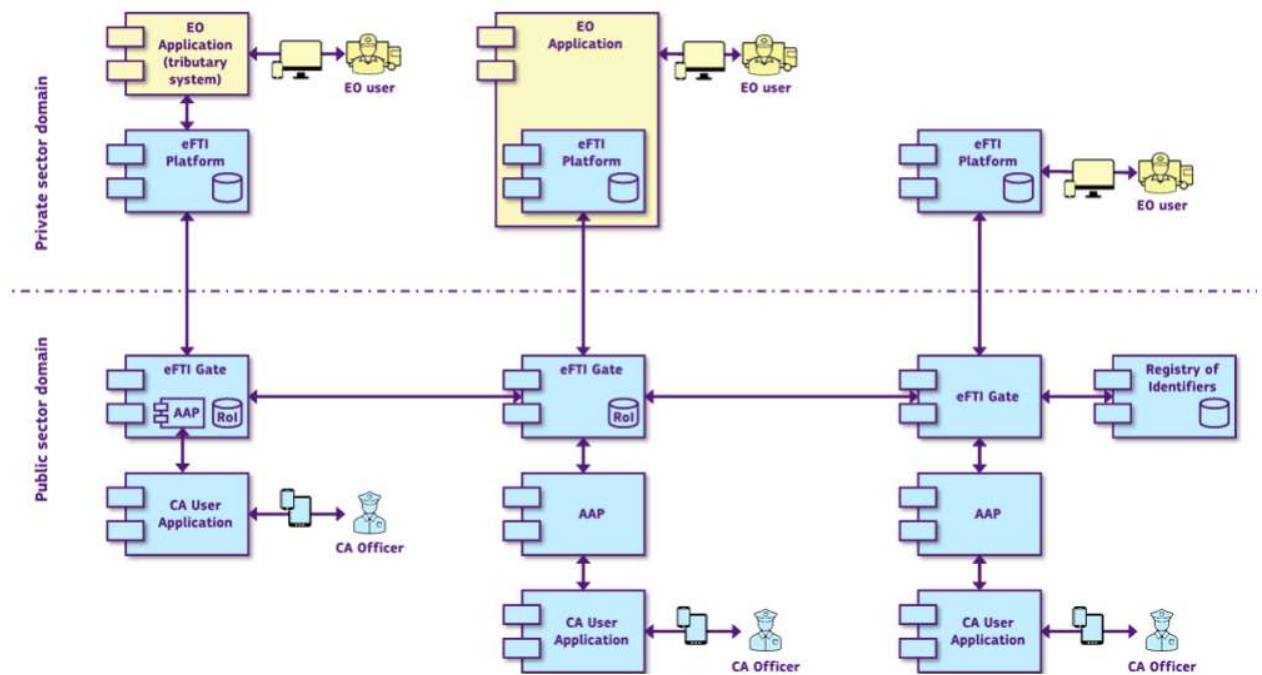 Private sector domain
EO
Application
(tributary
system)
EO user
eFTI
Platform
EO
Application
EO user
eFTI
Platform
eFTI
Platform
EO user
Public sector domain
eFTI Gate
AAP
RoI
CA User
Application
CA Officer
eFTI Gate
RoI
AAP
CA User
Application
CA Officer
eFTI Gate
Registry of
Identifiers
AAP
CA User
Application
CA Officer